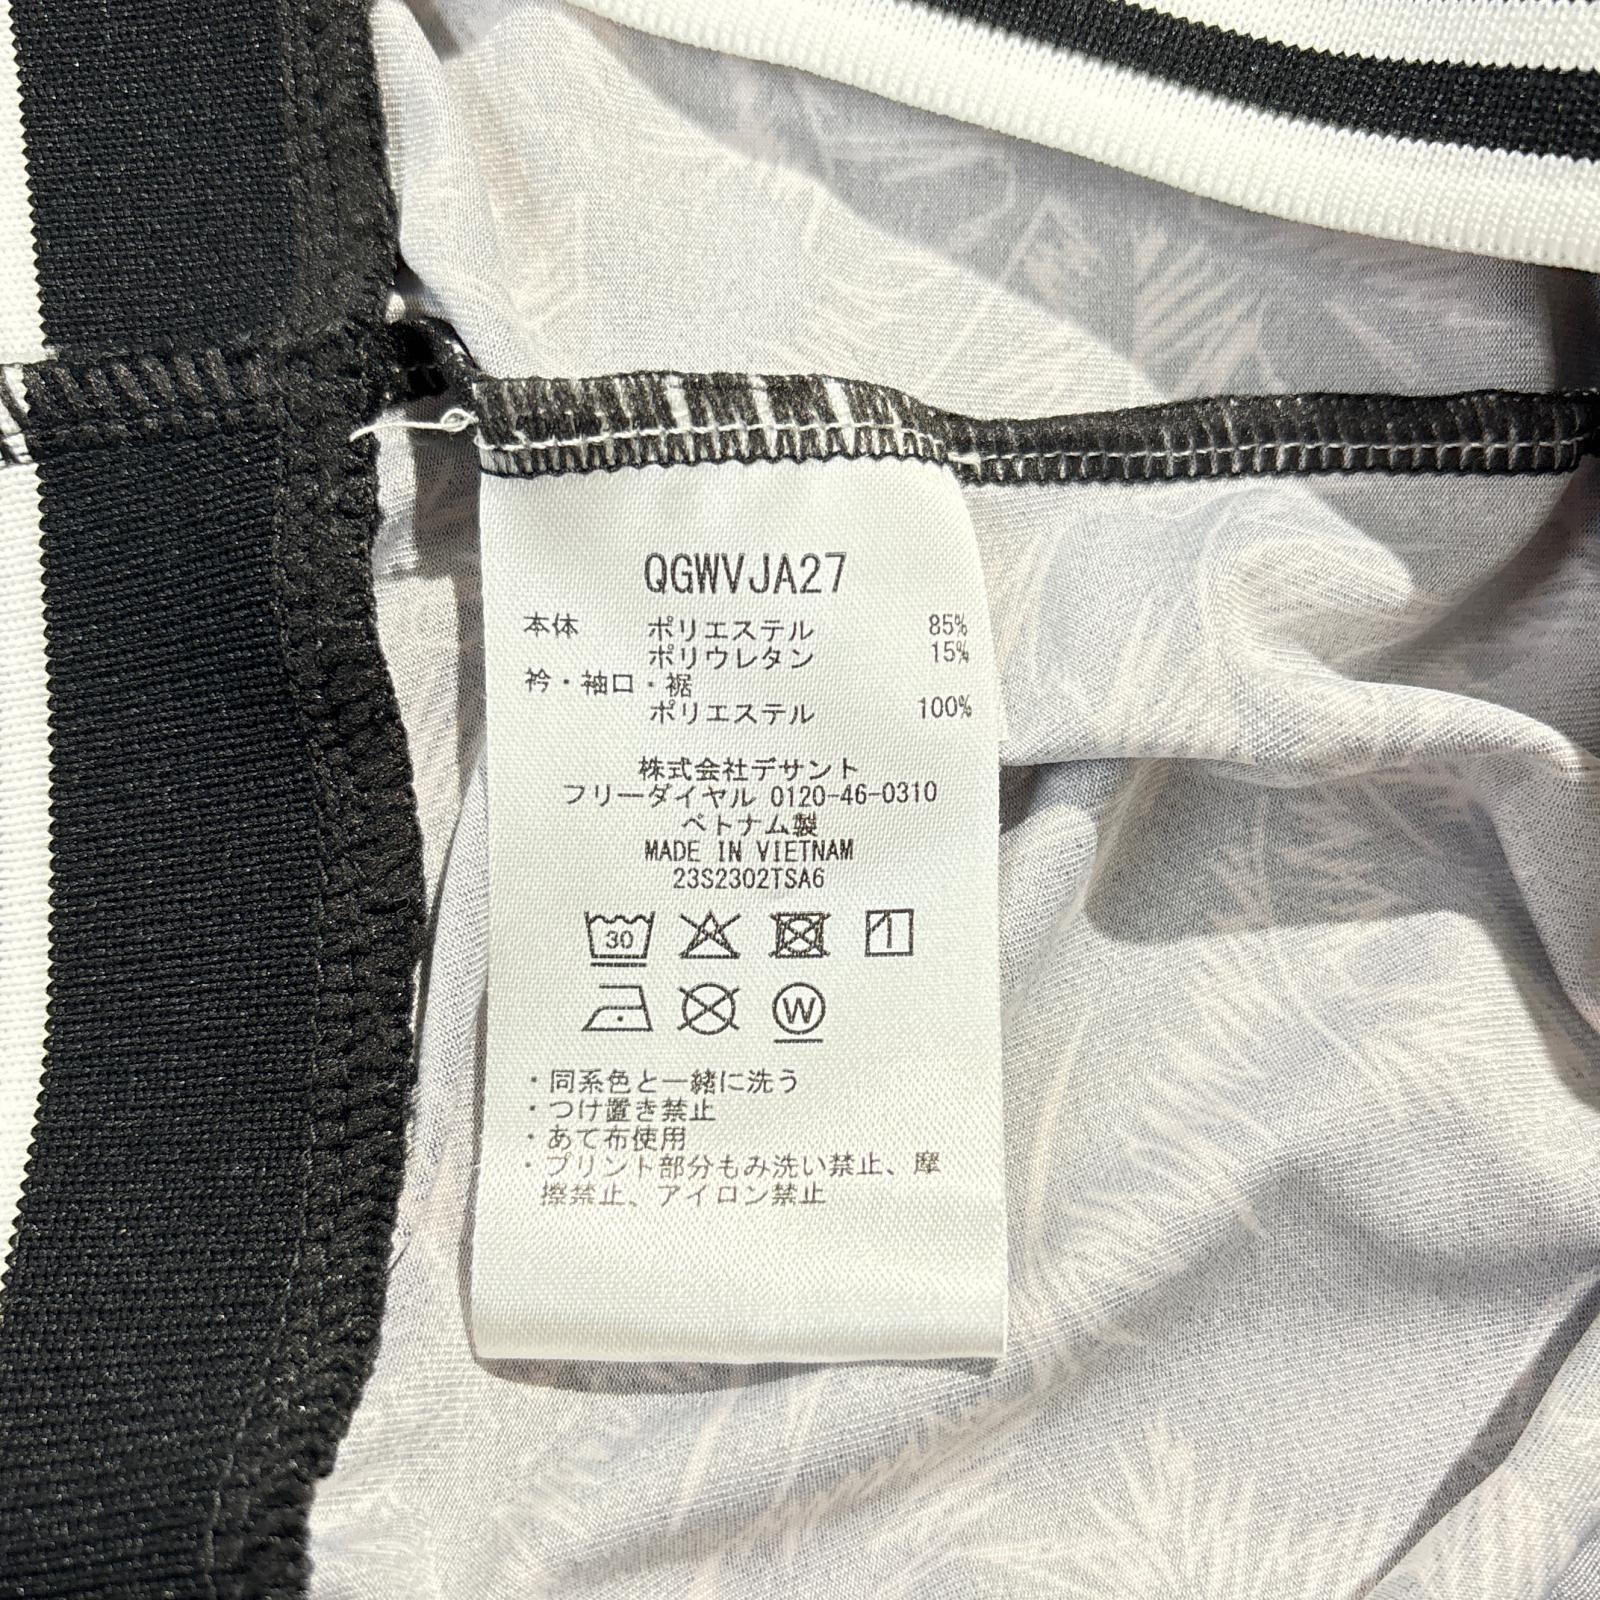 QGWVJA27
本体 ポリエステル 85%
ポリウレタン 15%
衿・袖口・裾
ポリエステル 100%
株式会社デサント
フリーダイヤル 0120-46-0310
ベトナム製
MADE IN VIETNAM
23S2302TSA6
30
W
・同系色と一緒に洗う
・つけ置き禁止
・あて布使用
・プリント部分もみ洗い禁止、摩
擦禁止、アイロン禁止